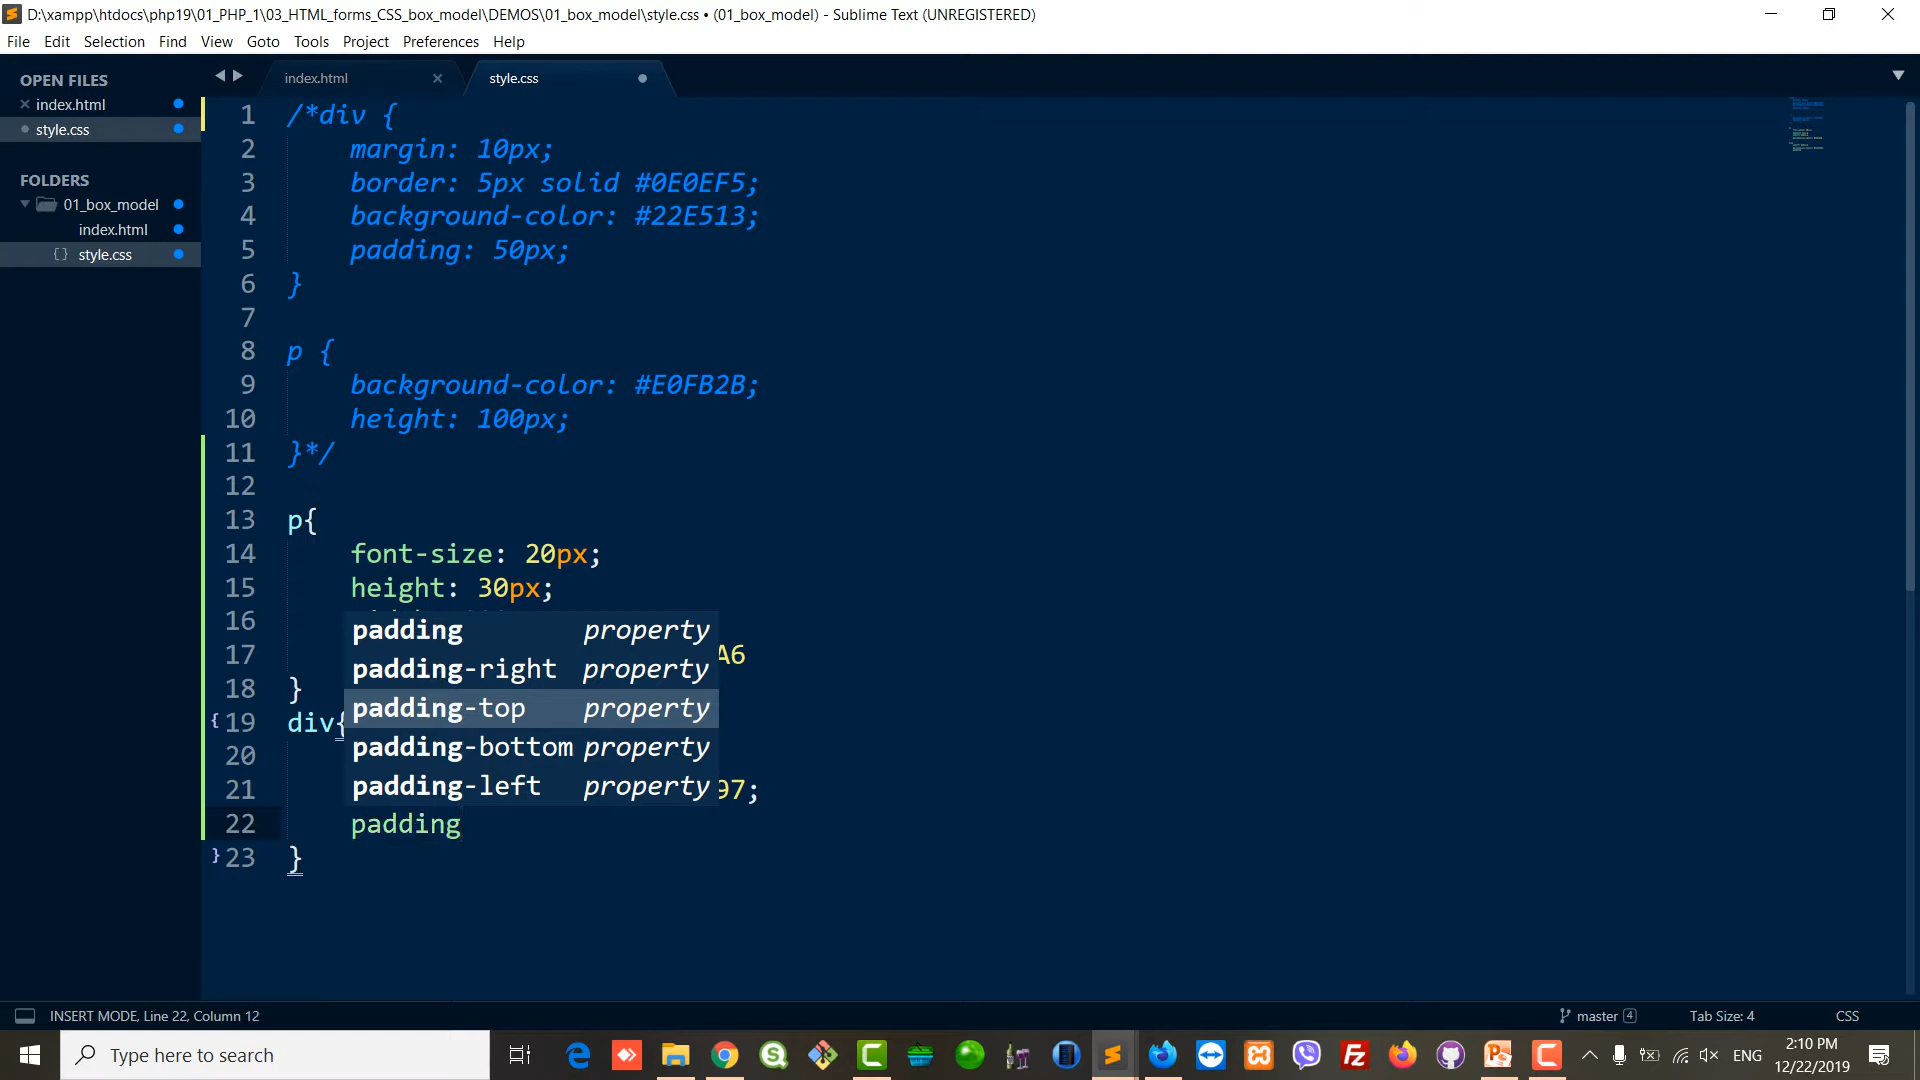 D:\xampp\htdocs\php19\01_PHP_1\03_HTML_forms_CSS_box_model\DEMOS\01_box_model\style.css • (01_box_model) - Sublime Text (UNREGISTERED)
File Edit Selection Find View Goto Tools Project Preferences Help
OPEN FILES
index.html
style.css
FOLDERS
01_box_model
index.html
style.css
index.html
style.css
1 /*div {
2 margin: 10px;
3 border: 5px solid #0E0EF5;
4 background-color: #22E513;
5 padding: 50px;
6 }
7
8 p {
9 background-color: #E0FB2B;
10 height: 100px;
11 }*/
12
13 p{
14 font-size: 20px;
15 height: 30px;
16
17 A6
18 }
19 div{
20
21 97;
22 padding
23 }
padding property
padding-right property
padding-top property
padding-bottom property
padding-left property
INSERT MODE, Line 22, Column 12
master 4
Tab Size: 4
CSS
Type here to search
ENG
2:10 PM
12/22/2019